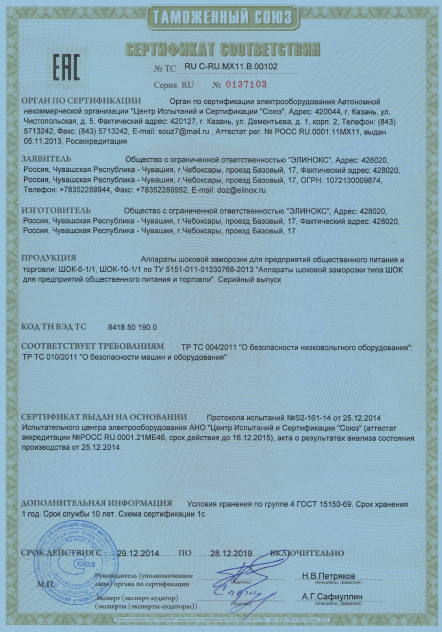 ТАМОЖЕННЫЙ СОЮЗ
СЕРТИФИКАТ СООТВЕТСТВИЯ
ЕАС
№ ТС RU C-RU.МХ11.В.00102
Серия RU № 0137103
ОРГАН ПО СЕРТИФИКАЦИИ Орган по сертификации электрооборудования Автономной
некоммерческой организации "Центр Испытаний и Сертификации "Союз", Адрес: 420044, г. Казань, ул.
Чистопольская, д. 5, Фактический адрес: 420127, г. Казань, ул. Дементьева, д. 1, корп. 2, Телефон: (843)
5713242, Факс: (843) 5713242, E-mail: souz7@mail.ru , Аттестат рег. № РОСС RU.0001.11МХ11, выдан
05.11.2013, Росаккредитация
ЗАЯВИТЕЛЬ Общество с ограниченной ответственностью "ЭЛИНОКС", Адрес: 428020,
Россия, Чувашская Республика - Чувашия, г.Чебоксары, проезд Базовый, 17, Фактический адрес: 428020,
Россия, Чувашская Республика - Чувашия, г.Чебоксары, проезд Базовый, 17, ОГРН: 1072130009874,
Телефон: +78352289944, Факс: +78352289952, E-mail: doz@elinox.ru
ИЗГОТОВИТЕЛЬ Общество с ограниченной ответственностью "ЭЛИНОКС", Адрес: 428020,
Россия, Чувашская Республика - Чувашия, г.Чебоксары, проезд Базовый, 17. Фактический адрес: 428020,
Россия, Чувашская Республика - Чувашия, г.Чебоксары, проезд Базовый, 17
ПРОДУКЦИЯ Аппараты шоковой заморозки для предприятий общественного питания и
торговли: ШОК-6-1/1, ШОК-10-1/1 по ТУ 5151-011-01330768-2013 "Аппараты шоковой заморозки типа ШОК
для предприятий общественного питания и торговли". Серийный выпуск
КОД ТН ВЭД ТС 8418 50 190 0
СООТВЕТСТВУЕТ ТРЕБОВАНИЯМ ТР ТС 004/2011 "О безопасности низковольтного оборудования";
ТР ТС 010/2011 "О безопасности машин и оборудования"
СЕРТИФИКАТ ВЫДАН НА ОСНОВАНИИ Протокола испытаний №S2-161-14 от 25.12.2014
Испытательного центра электрооборудования АНО "Центр Испытаний и Сертификации "Союз" (аттестат
аккредитации №РОСС RU.0001.21МЕ46, срок действия до 16.12.2015), акта о результатах анализа состояния
производства от 25.12.2014
ДОПОЛНИТЕЛЬНАЯ ИНФОРМАЦИЯ Условия хранения по группе 4 ГОСТ 15150-69. Срок хранения
1 год. Срок службы 10 лет. Схема сертификации 1с
СРОК ДЕЙСТВИЯ С 29.12.2014 ПО 28.12.2019 ВКЛЮЧИТЕЛЬНО
М.П. Руководитель (уполномоченное
лицо) органа по сертификации Н.В.Петряков
(подпись) (инициалы, фамилия)
Эксперт (эксперт-аудитор)
(эксперты (эксперты-аудиторы)) А.Г.Сафиуллин
(подпись) (инициалы, фамилия)